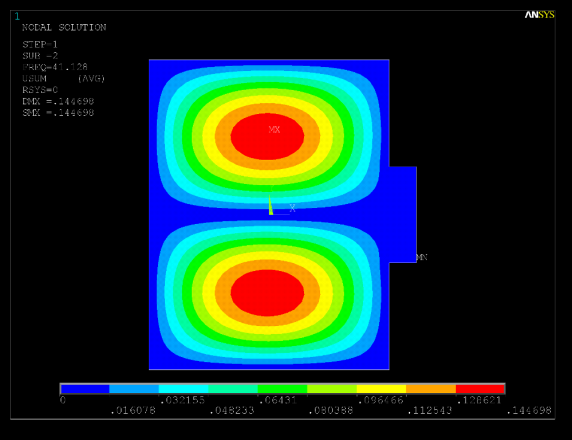 1
ANSYS
NODAL SOLUTION
STEP=1
SUB =2
FREQ=41.128
USUM (AVG)
RSYS=0
DMX =.144698
SMX =.144698
MX
X
MN
0 .032155 .06431 .096466 .128621
.016078 .048233 .080388 .112543 .144698